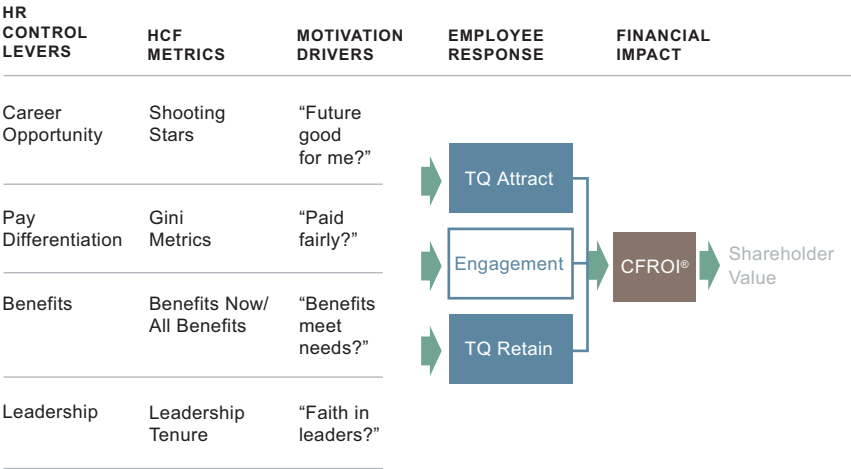 HR
CONTROL
LEVERS
HCF
METRICS
MOTIVATION
DRIVERS
EMPLOYEE
RESPONSE
FINANCIAL
IMPACT
Career
Opportunity
Shooting
Stars
“Future
good
for me?”
Pay
Differentiation
Gini
Metrics
“Paid
fairly?”
Benefits
Benefits Now/
All Benefits
“Benefits
meet
needs?”
Leadership
Leadership
Tenure
“Faith in
leaders?”
TQ Attract
Engagement
TQ Retain
CFROI®
Shareholder
Value